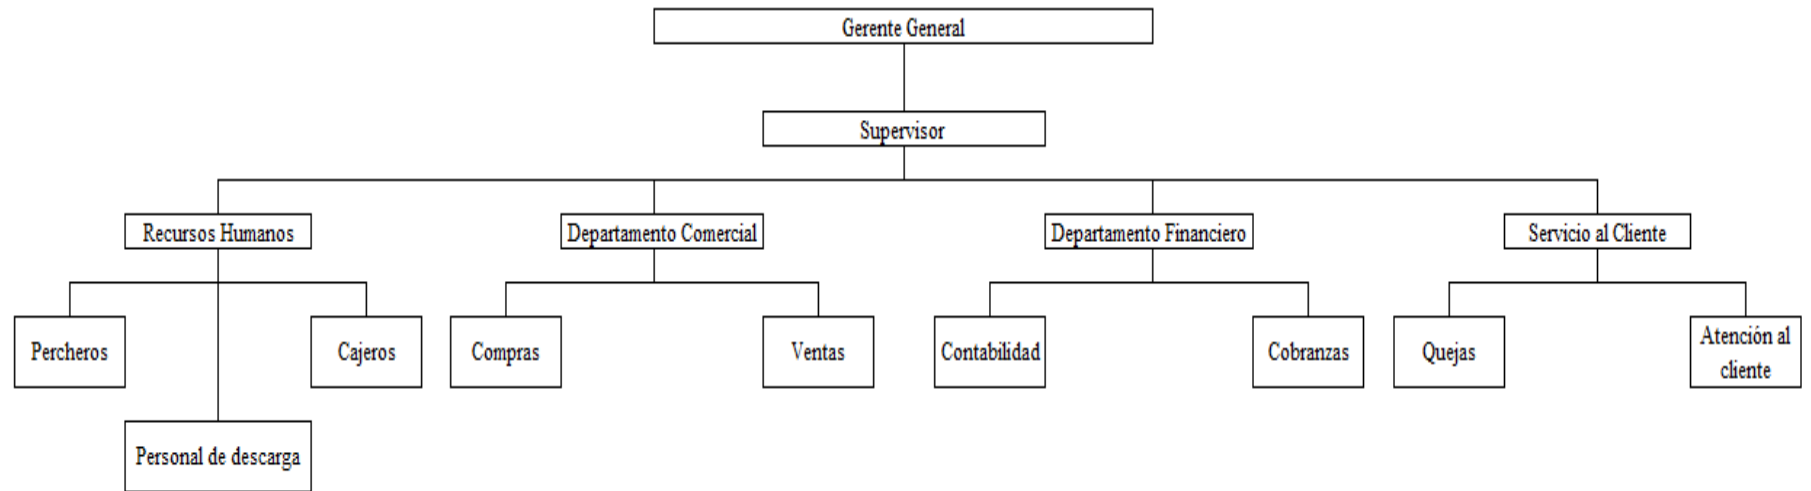 Gerente General
Supervisor
Recursos Humanos
Departamento Comercial
Departamento Financiero
Servicio al Cliente
Percheros
Cajeros
Compras
Ventas
Contabilidad
Cobranzas
Quejas
Atención al
cliente
Personal de descarga